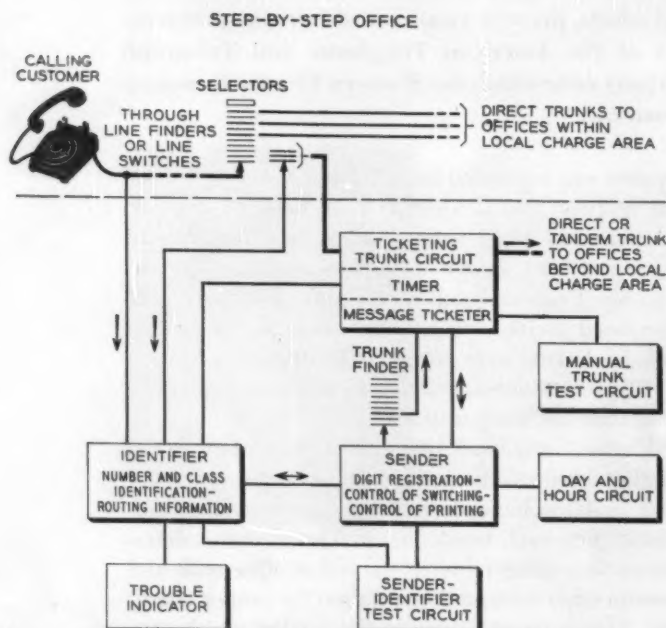 STEP-BY-STEP OFFICE
CALLING
CUSTOMER
SELECTORS
THROUGH
LINE FINDERS
OR LINE
SWITCHES
DIRECT TRUNKS TO
OFFICES WITHIN
LOCAL CHARGE AREA
TICKETING
TRUNK CIRCUIT
TIMER
MESSAGE TICKETER
DIRECT OR
TANDEM TRUNK
TO OFFICES
BEYOND LOCAL
CHARGE AREA
TRUNK
FINDER
MANUAL
TRUNK
TEST CIRCUIT
IDENTIFIER
NUMBER AND CLASS
IDENTIFICATION-
ROUTING INFORMATION
SENDER
DIGIT REGISTRATION-
CONTROL OF SWITCHING-
CONTROL OF PRINTING
DAY AND
HOUR CIRCUIT
TROUBLE
INDICATOR
SENDER-
IDENTIFIER
TEST CIRCUIT